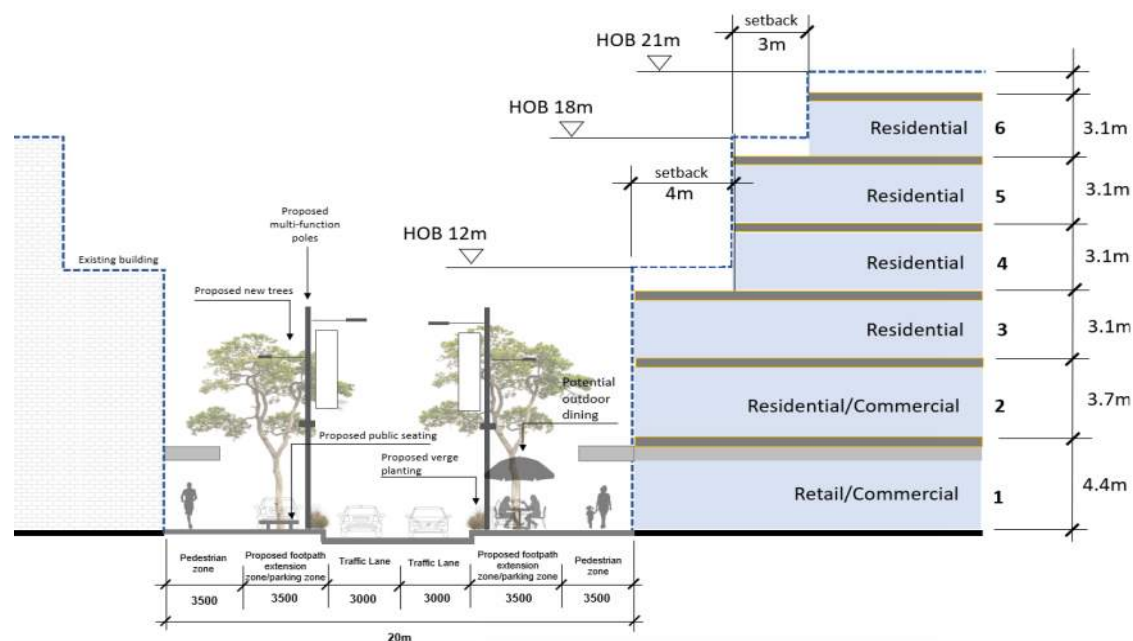 setback
3m
HOB 21m
HOB 18m
Residential 6
3.1m
setback
4m
Residential 5
3.1m
Proposed
multi-function
poles
HOB 12m
Existing building
Residential 4
3.1m
Proposed new trees
Residential 3
3.1m
Potential
outdoor
dining
Residential/Commercial 2
3.7m
Proposed public seating
Proposed verge
planting
Retail/Commercial 1
4.4m
Pedestrian
zone
Proposed footpath
extension
zone/parking zone
Traffic Lane
Traffic Lane
Proposed footpath
extension
zone/parking zone
Pedestrian
zone
3500 3500 3000 3000 3500 3500
20m